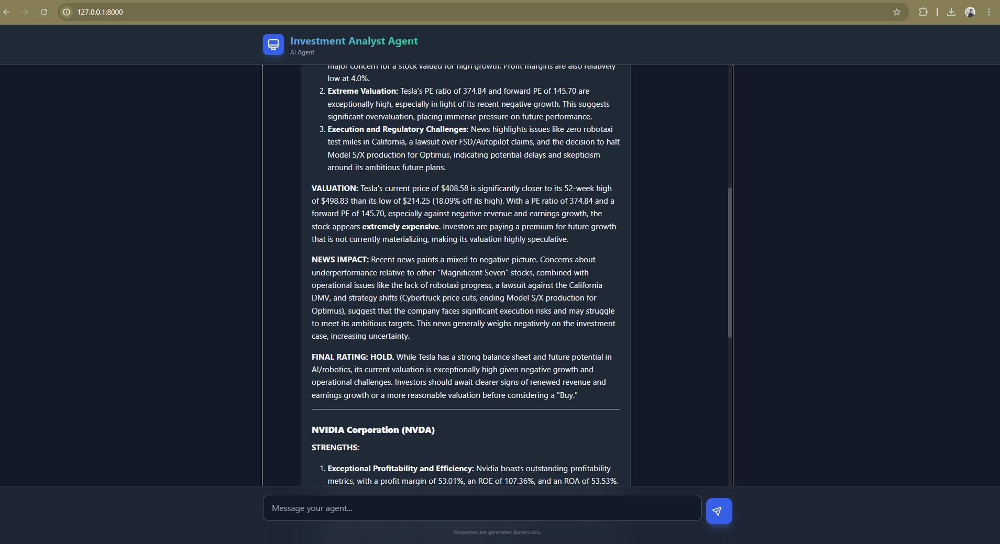 127.0.0.1:8000
Investment Analyst Agent
AI Agent
major concern for a stock valued for high growth. Profit margins are also relatively
low at 4.0%.
2. Extreme Valuation: Tesla's PE ratio of 374.84 and forward PE of 145.70 are
exceptionally high, especially in light of its recent negative growth. This suggests
significant overvaluation, placing immense pressure on future performance.
3. Execution and Regulatory Challenges: News highlights issues like zero robotaxi
test miles in California, a lawsuit over FSD/Autopilot claims, and the decision to halt
Model S/X production for Optimus, indicating potential delays and skepticism
around its ambitious future plans.
VALUATION: Tesla's current price of $408.58 is significantly closer to its 52-week high
of $498.83 than its low of $214.25 (18.09% off its high). With a PE ratio of 374.84 and a
forward PE of 145.70, especially against negative revenue and earnings growth, the
stock appears extremely expensive. Investors are paying a premium for future growth
that is not currently materializing, making its valuation highly speculative.
NEWS IMPACT: Recent news paints a mixed to negative picture. Concerns about
underperformance relative to other "Magnificent Seven" stocks, combined with
operational issues like the lack of robotaxi progress, a lawsuit against the California
DMV, and strategy shifts (Cybertruck price cuts, ending Model S/X production for
Optimus), suggest that the company faces significant execution risks and may struggle
to meet its ambitious targets. This news generally weighs negatively on the investment
case, increasing uncertainty.
FINAL RATING: HOLD. While Tesla has a strong balance sheet and future potential in
AI/robotics, its current valuation is exceptionally high given negative growth and
operational challenges. Investors should await clearer signs of renewed revenue and
earnings growth or a more reasonable valuation before considering a "Buy."
NVIDIA Corporation (NVDA)
STRENGTHS:
1. Exceptional Profitability and Efficiency: Nvidia boasts outstanding profitability
metrics, with a profit margin of 53.01%, an ROE of 107.36%, and an ROA of 53.53%.
Message your agent...
Responses are generated dynamically.